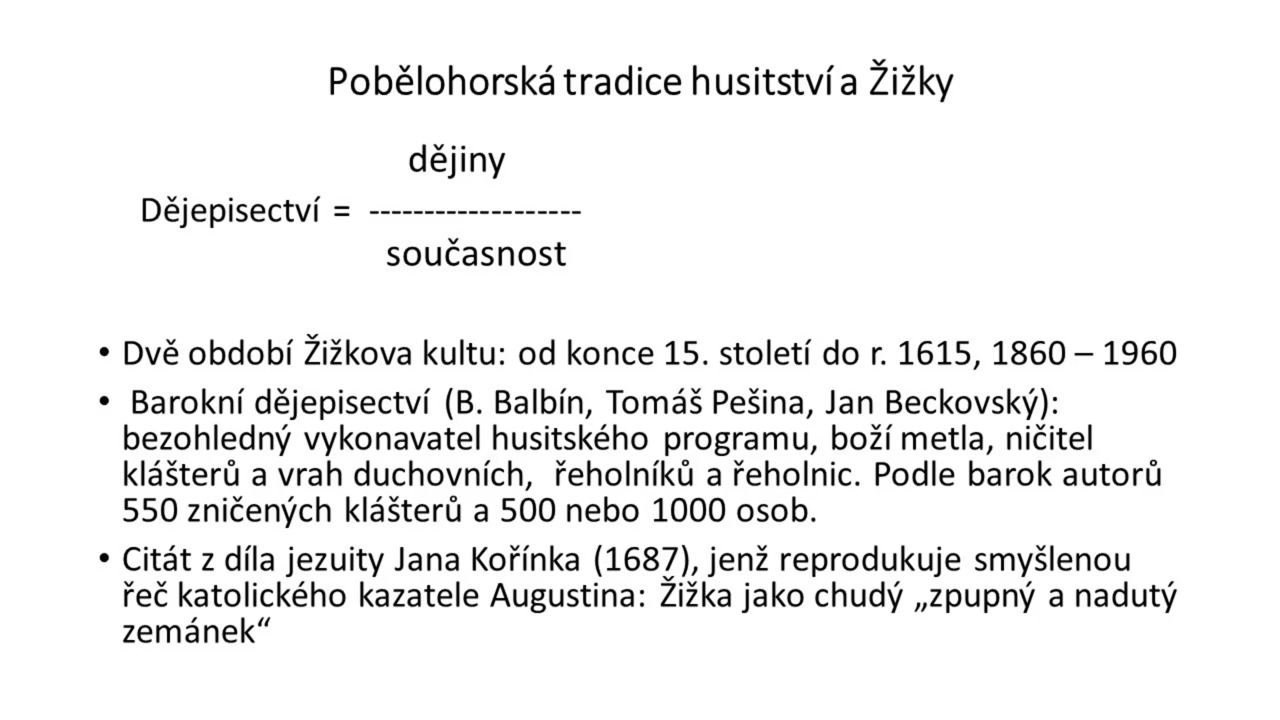 Pobělohorská tradice husitství a Žižky
dějiny
Dějepisectví = -------------------
současnost
• Dvě období Žižkova kultu: od konce 15. století do r. 1615, 1860 – 1960
• Barokní dějepisectví (B. Balbín, Tomáš Pešina, Jan Beckovský):
bezohledný vykonavatel husitského programu, boží metla, ničitel
klášterů a vrah duchovních, řeholníků a řeholnic. Podle barok autorů
550 zničených klášterů a 500 nebo 1000 osob.
• Citát z díla jezuity Jana Kořínka (1687), jenž reprodukuje smyšlenou
řeč katolického kazatele Augustina: Žižka jako chudý „zpupný a nadutý
zemánek“